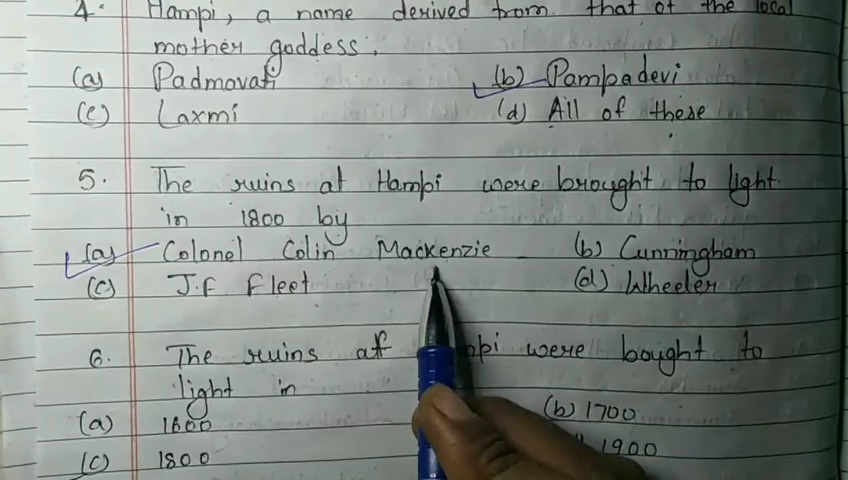 4. Hampi, a name derived from that of the local
mother goddess.
(a) Padmavati (b) Pampadevi
(c) Laxmi (d) All of these
5. The ruins at Hampi were brought to light
in 1800 by
(a) Colonel Colin Mackenzie (b) Cunningham
(c) J.F Fleet (d) Wheeler
6. The ruins at were bought to
light in
(a) 1600 (b) 1700
(c) 1800 1900